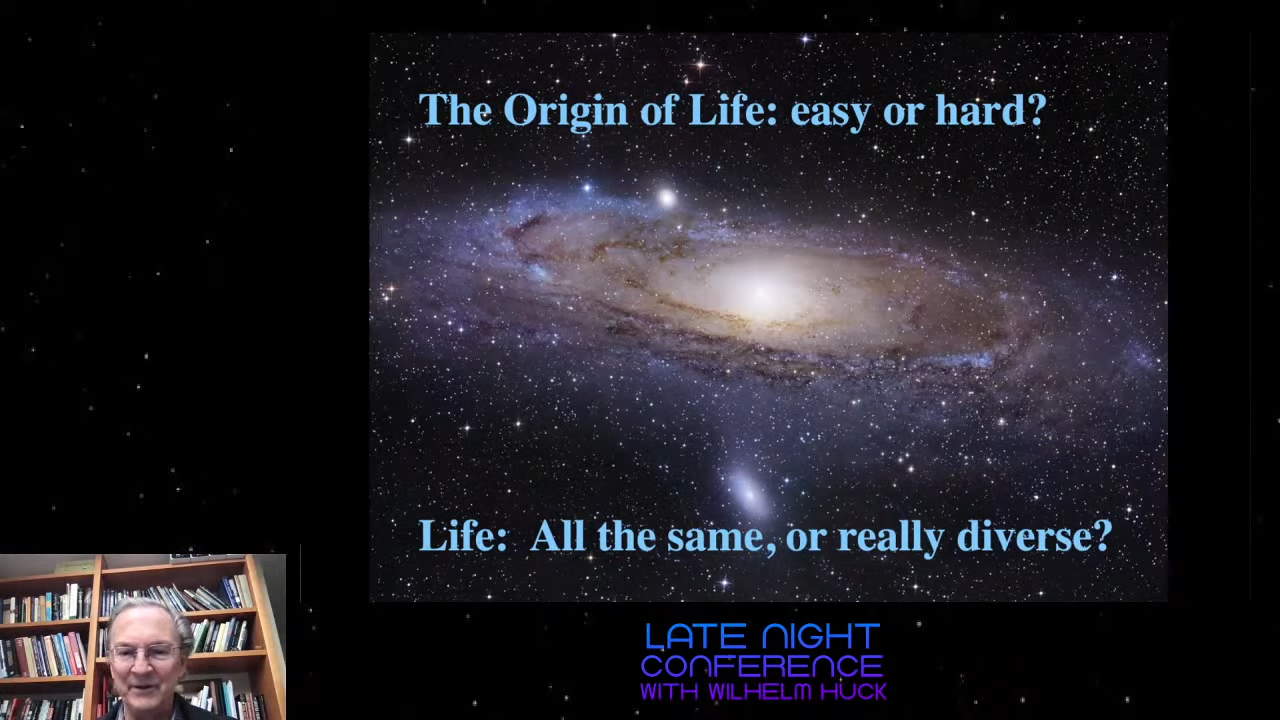 The Origin of Life: easy or hard?
Life:  All the same, or really diverse?
LATE NIGHT
CONFERENCE
WITH WILHELM HUCK